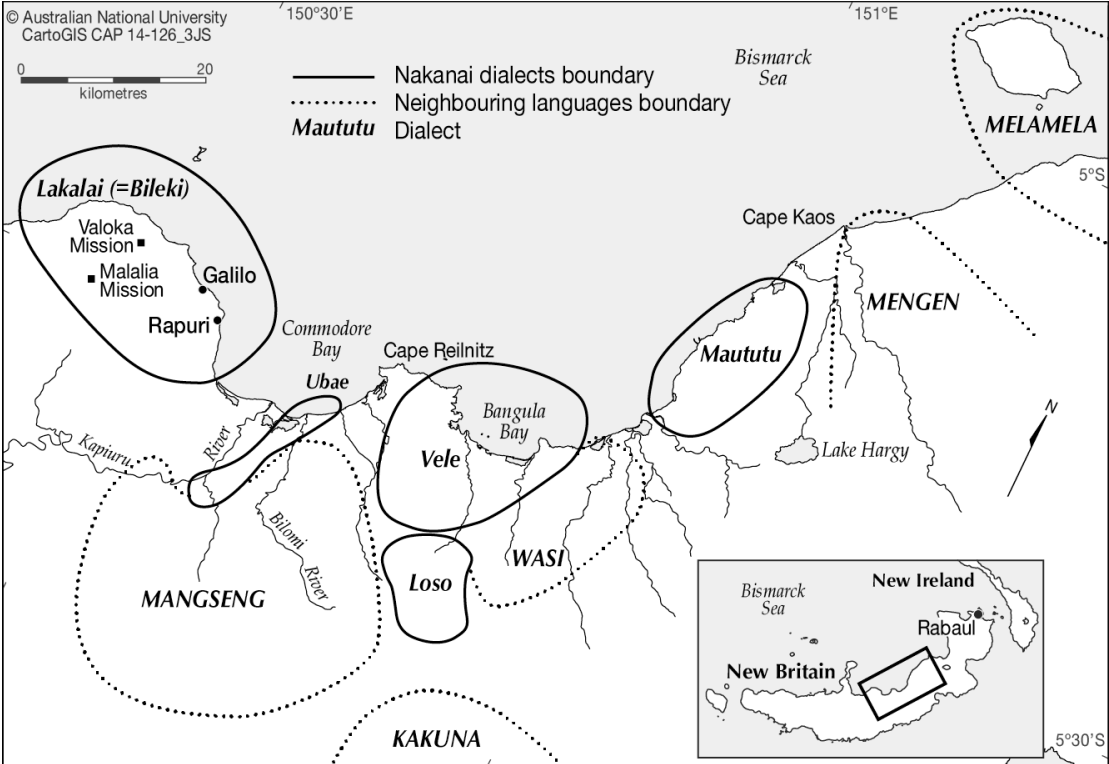 © Australian National University
CartoGIS CAP 14-126_3JS
0 20
kilometres
150°30'E
151°E
Nakanai dialects boundary
Neighbouring languages boundary
Maututu Dialect
Bismarck
Sea
MELAMELA
5°S
Lakalai (=Bileki)
Valoka
Mission
Malalia
Mission
Galilo
Rapuri
Cape Kaos
MENGEN
Commodore
Bay
Cape Reilnitz
Ubae
Maututu
Bangula
Bay
Kapiuru
River
Vele
Lake Hargy
N
Bilomi
River
WASI
Loso
MANGSENG
KAKUNA
Bismarck
Sea
New Ireland
Rabaul
New Britain
5°30'S